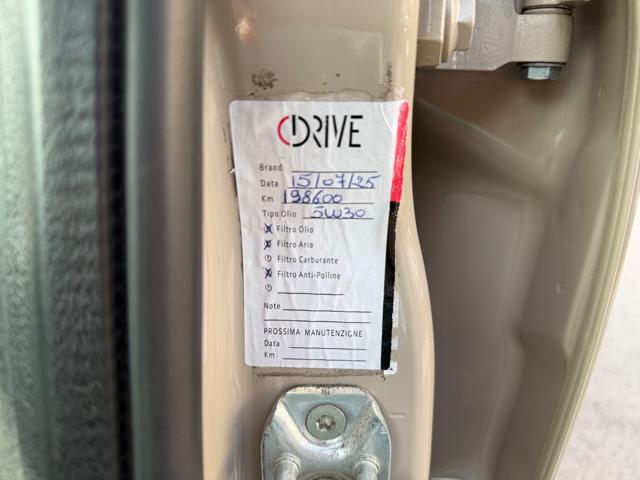 DRIVE
Brand
Data 15/07/25
Km 198600
Tipo Olio 5W30
Filtro Olio
Filtro Aria
Filtro Carburante
Filtro Anti-Polline
Note
PROSSIMA MANUTENZIGNE
Data
Km